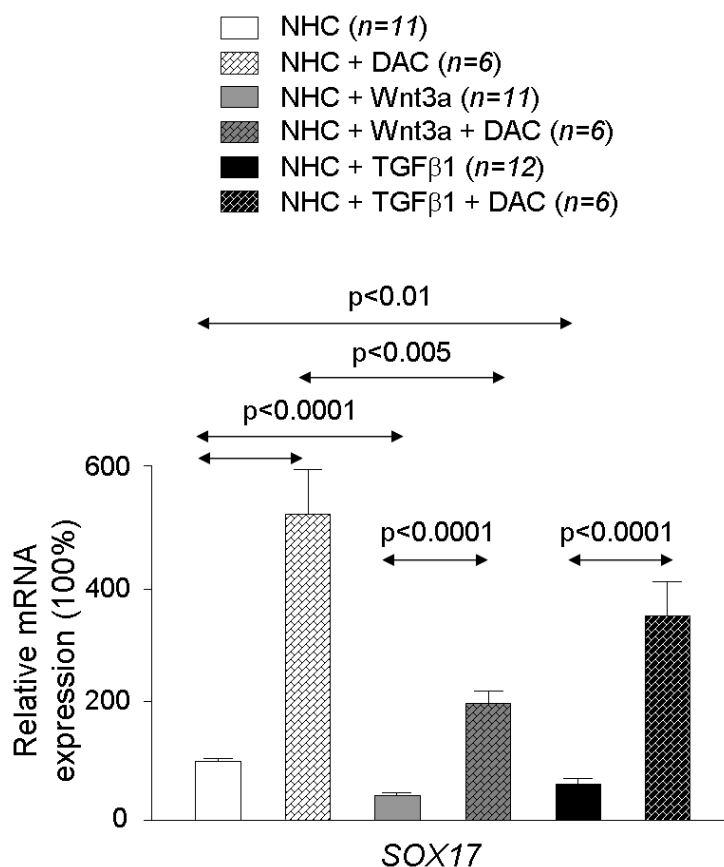 NHC (n=11)
NHC + DAC (n=6)
NHC + Wnt3a (n=11)
NHC + Wnt3a + DAC (n=6)
NHC + TGFβ1 (n=12)
NHC + TGFβ1 + DAC (n=6)
p<0.01
p<0.005
p<0.0001
600
p<0.0001
p<0.0001
400
200
0
Relative mRNA
expression (100%)
SOX17